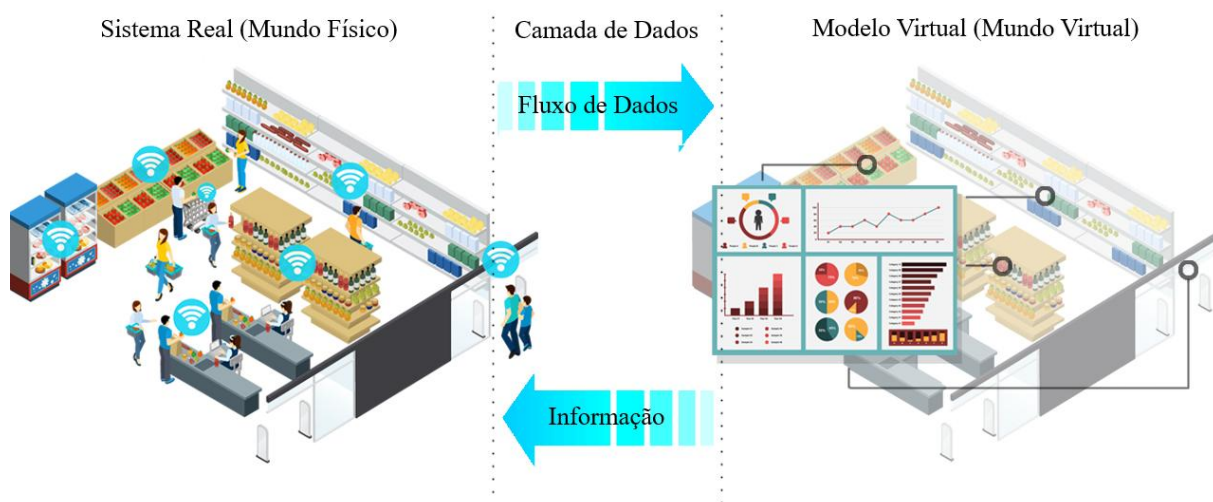 Sistema Real (Mundo Físico)
Camada de Dados
Modelo Virtual (Mundo Virtual)
Fluxo de Dados
Informação